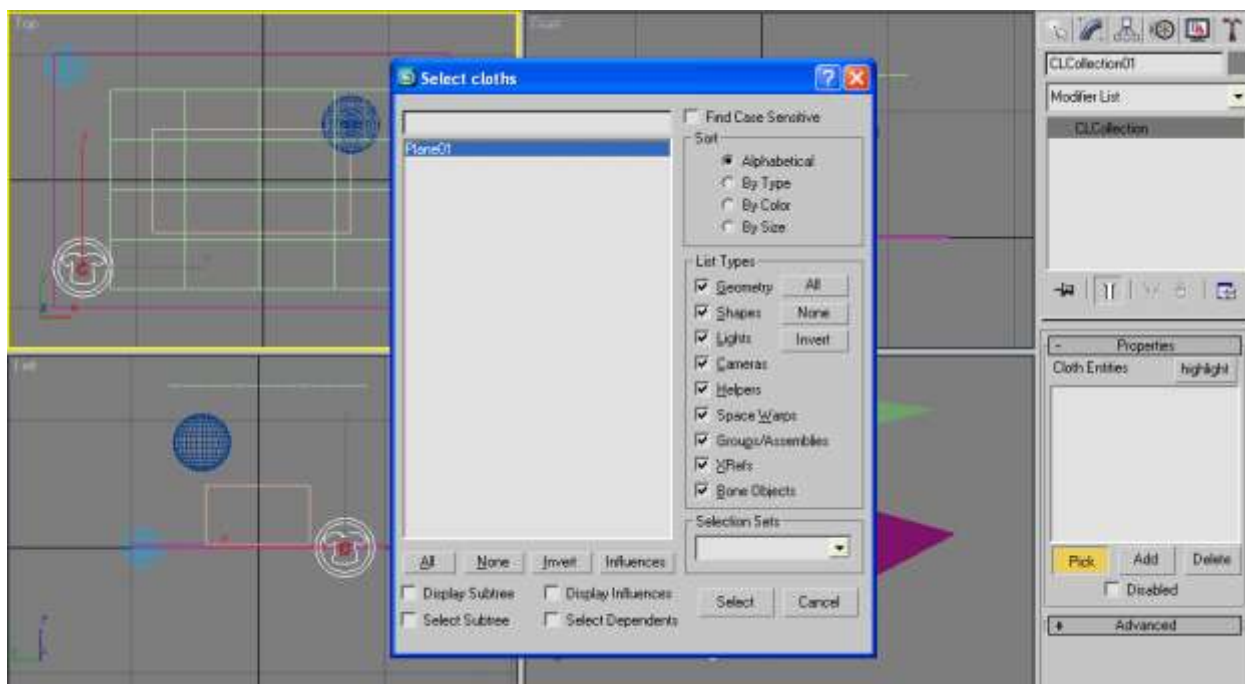 Top
Select cloths
Find Case Sensitive
Plane01
Sort
Alphabetical
By Type
By Color
By Size
List Types
Geometry
All
Shapes
None
Lights
Invert
Cameras
Helpers
Space Warps
Groups/Assemblies
XRefs
Bone Objects
Selection Sets
All
None
Invert
Influences
Display Subtree
Display Influences
Select Subtree
Select Dependents
Select
Cancel
CLCollection01
Modifier List
CLCollection
- Properties
Cloth Entities
highlight
Pick
Add
Delete
Disabled
+ Advanced